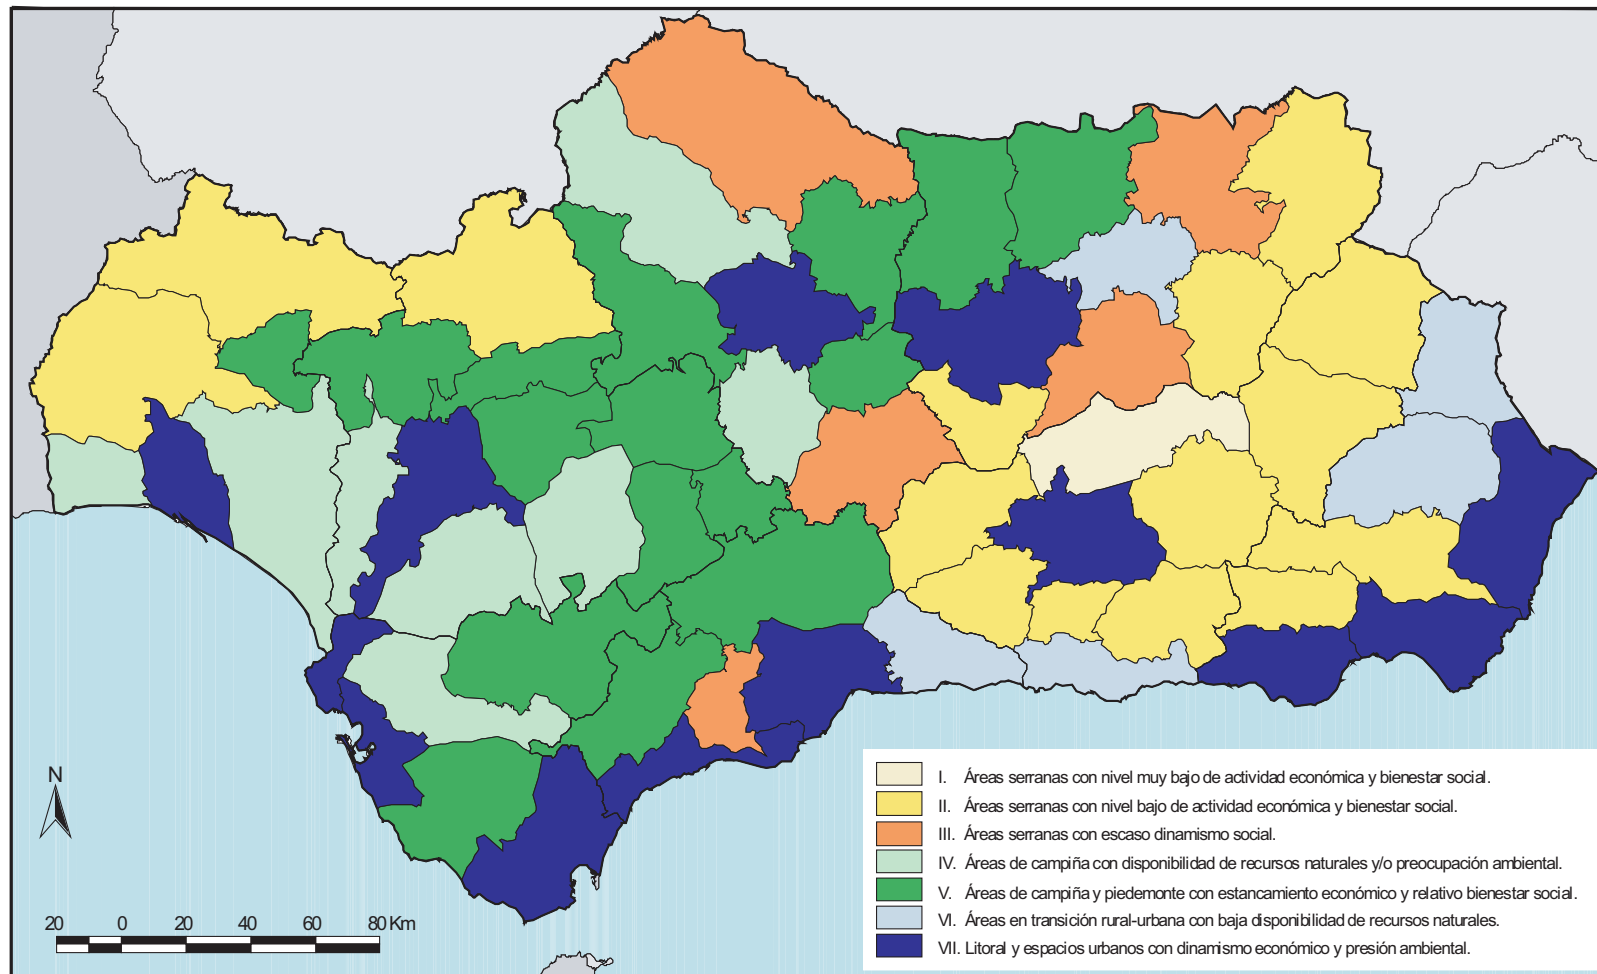 I. Áreas serranas con nivel muy bajo de actividad económica y bienestar social.
N
II. Áreas serranas con nivel bajo de actividad económica y bienestar social.
III. Áreas serranas con escaso dinamismo social.
IV. Áreas de campiña con disponibilidad de recursos naturales y/o preocupación ambiental.
V. Áreas de campiña y piedemonte con estancamiento económico y relativo bienestar social.
VI. Áreas en transición rural-urbana con baja disponibilidad de recursos naturales.
20 0 20 40 60 80 Km
VII. Litoral y espacios urbanos con dinamismo económico y presión ambiental.